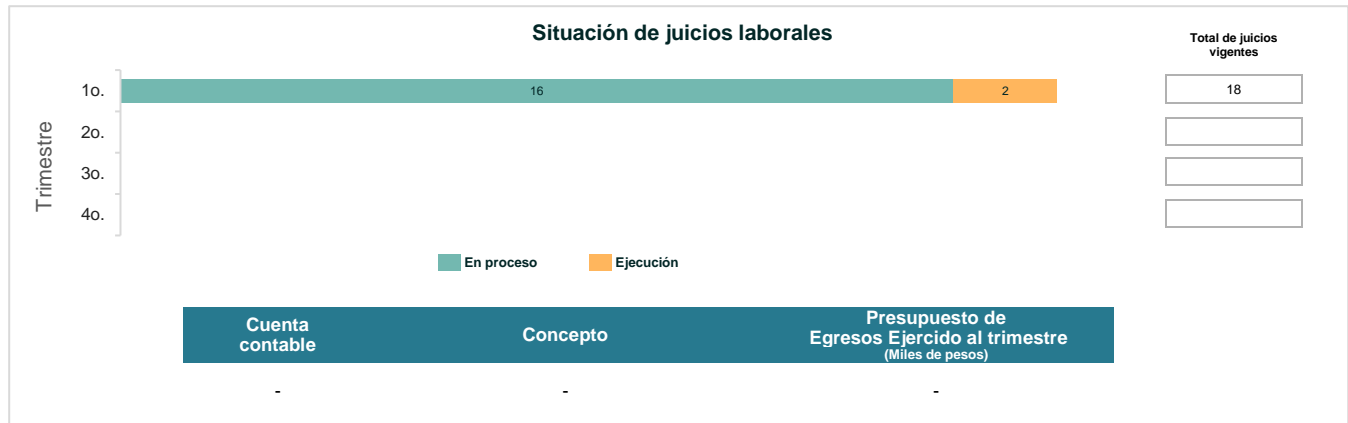 Situación de juicios laborales
Total de juicios
vigentes
Trimestre
1o.
16
2
18
2o.
3o.
4o.
En proceso
Ejecución
Cuenta
contable
Concepto
Presupuesto de
Egresos Ejercido al trimestre
(Miles de pesos)
-
-
-